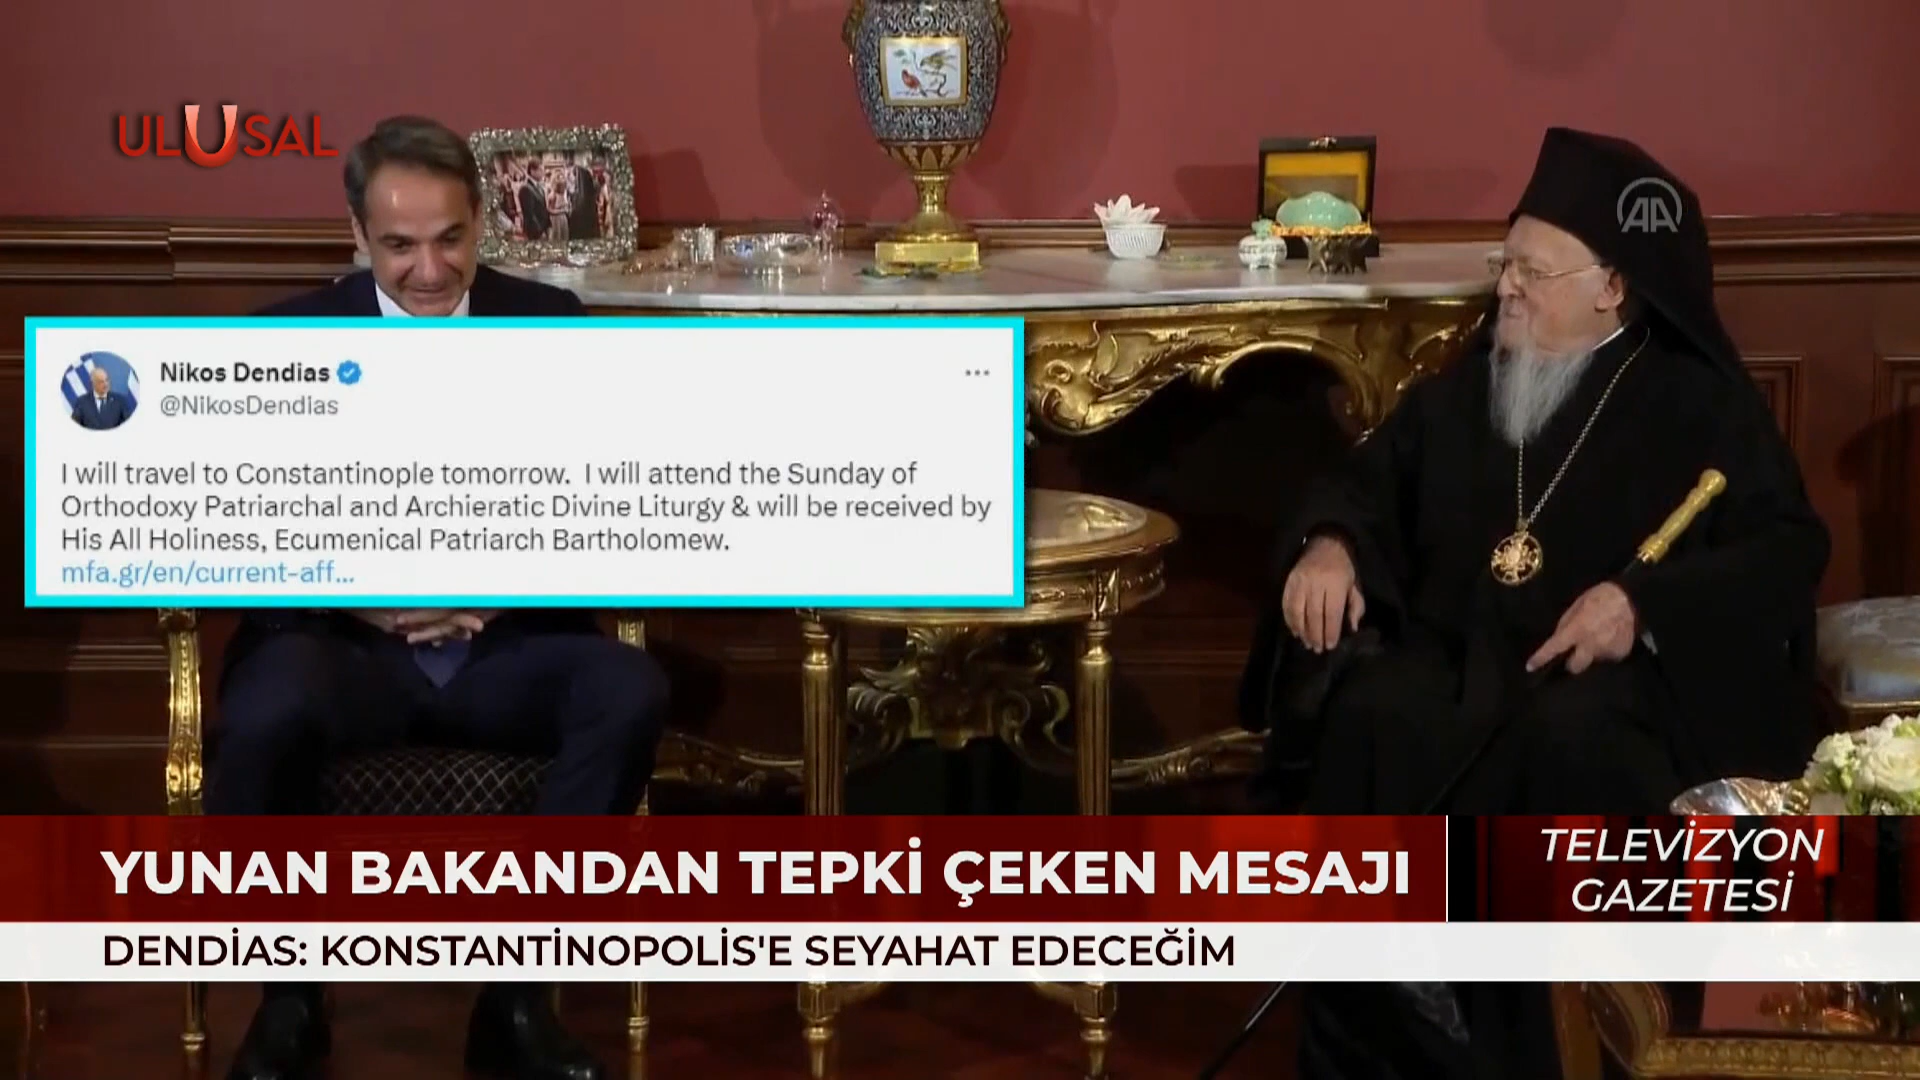 ULUSAL
AA
Nikos Dendias
@NikosDendias
...
I will travel to Constantinople tomorrow.  I will attend the Sunday of
Orthodoxy Patriarchal and Archieratic Divine Liturgy & will be received by
His All Holiness, Ecumenical Patriarch Bartholomew.
mfa.gr/en/current-aff...
YUNAN BAKANDAN TEPKİ ÇEKEN MESAJI
DENDİAS: KONSTANTİNOPOLİS'E SEYAHAT EDECEĞİM
TELEVİZYON
GAZETESİ